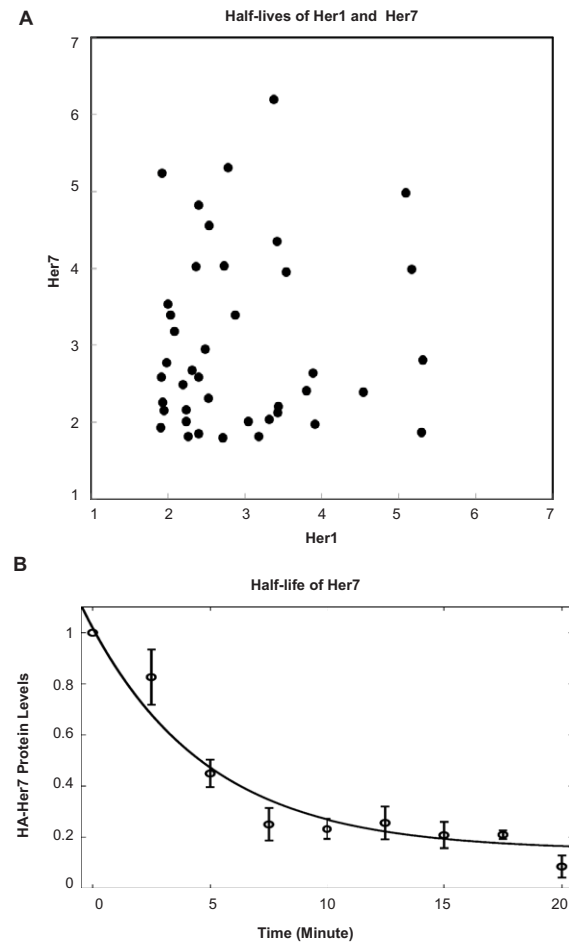 A
Half-lives of Her1 and Her7
7
6
5
4
3
2
1
Her7
1 2 3 4 5 6 7
Her1
B
Half-life of Her7
1
0.8
0.6
0.4
0.2
0
HA-Her7 Protein Levels
0 5 10 15 20
Time (Minute)